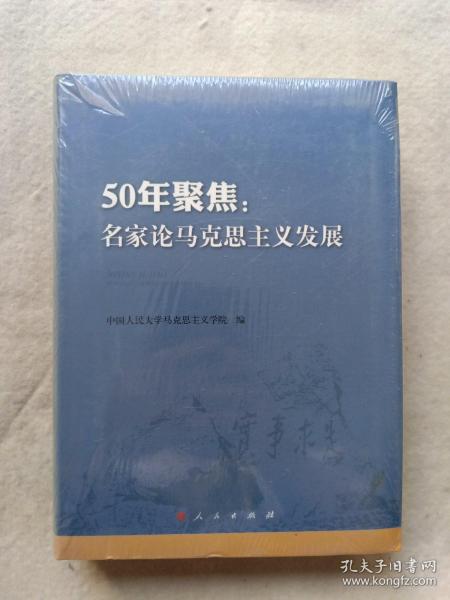 50年聚焦：
名家论马克思主义发展
中国人民大学马克思主义学院 编
实事求是
人民出版社
孔夫子旧书网
www.kongfz.com